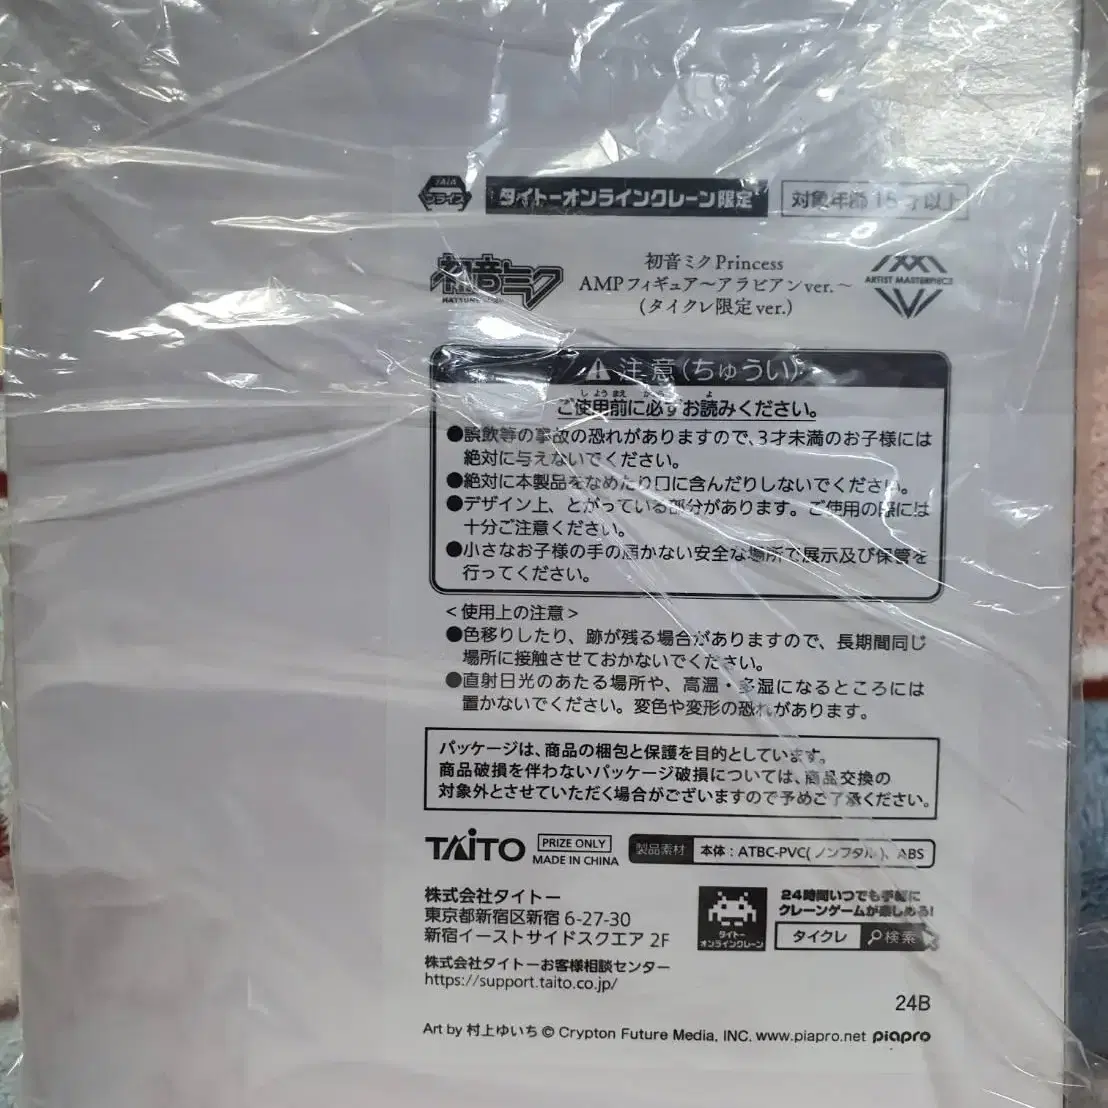 プライズ
タイトーオンラインクレーン限定
対象年齢15才以上
初音ミク
HATSUNE MIKU
初音ミク Princess
AMPフィギュア～アラビアンver.～
(タイクレ限定ver.)
ARTIST MASTERPIECE
注意(ちゅうい)
ご使用前に必ずお読みください。
●誤飲等の事故の恐れがありますので、3才未満のお子様には
絶対に与えないでください。
●絶対に本製品をなめたり口に含んだりしないでください。
●デザイン上、とがっている部分があります。ご使用の際には
十分ご注意ください。
●小さなお子様の手の届かない安全な場所で展示及び保管を
行ってください。
<使用上の注意>
●色移りしたり、跡が残る場合がありますので、長期間同じ
場所に接触させておかないでください。
●直射日光のあたる場所や、高温・多湿になるところには
置かないでください。変色や変形の恐れがあります。
パッケージは、商品の梱包と保護を目的としています。
商品破損を伴わないパッケージ破損については、商品交換の
対象外とさせていただく場合がございますので予めご了承ください。
TAITO
PRIZE ONLY
MADE IN CHINA
製品素材 本体：ATBC-PVC(ノンフタル)、ABS
株式会社タイトー
東京都新宿区新宿 6-27-30
新宿イーストサイドスクエア 2F
株式会社タイトーお客様相談センター
https://support.taito.co.jp/
タイトー
オンラインクレーン
24時間いつでも手軽に
クレーンゲームが楽しめる!
タイクレ 検索
24B
Art by 村上ゆいち © Crypton Future Media, INC. www.piapro.net piapro